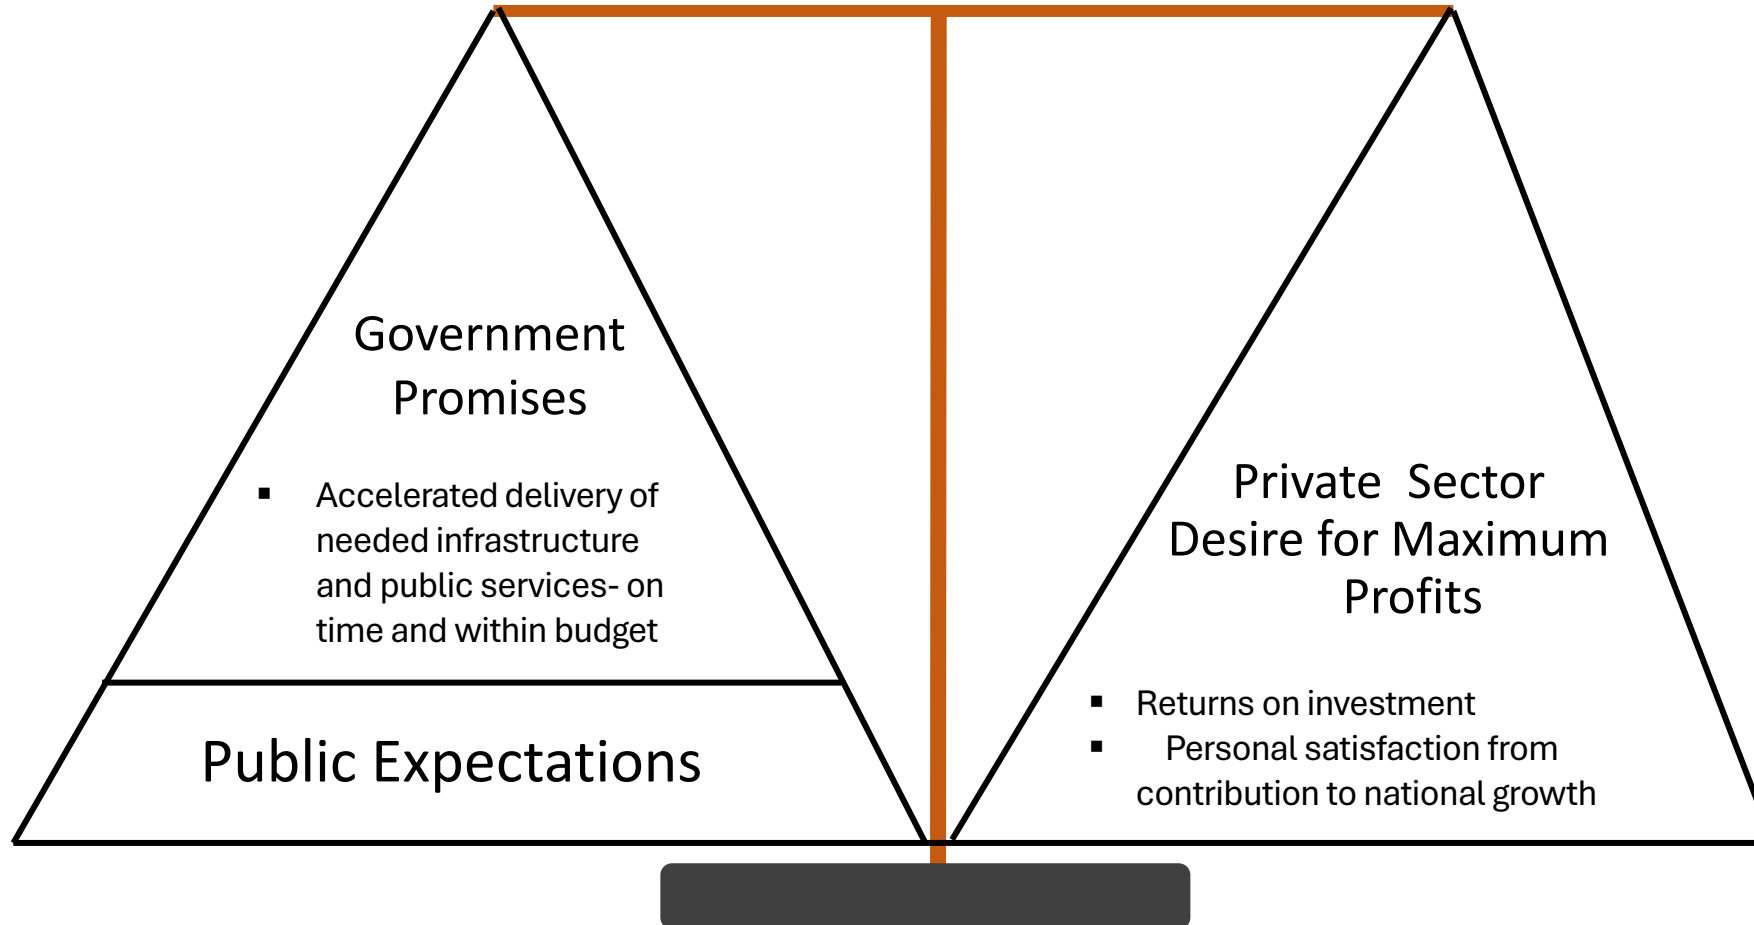 Government
Promises
▪ Accelerated delivery of
needed infrastructure
and public services- on
time and within budget
Public Expectations
Private  Sector
Desire for Maximum
Profits
▪ Returns on investment
▪ Personal satisfaction from
contribution to national growth